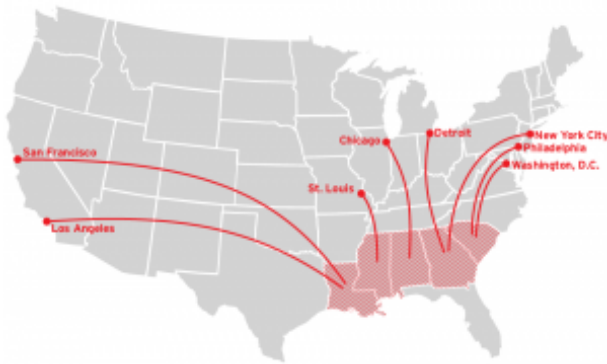 San Francisco
Los Angeles
St. Louis
Chicago
Detroit
New York City
Philadelphia
Washington, D.C.